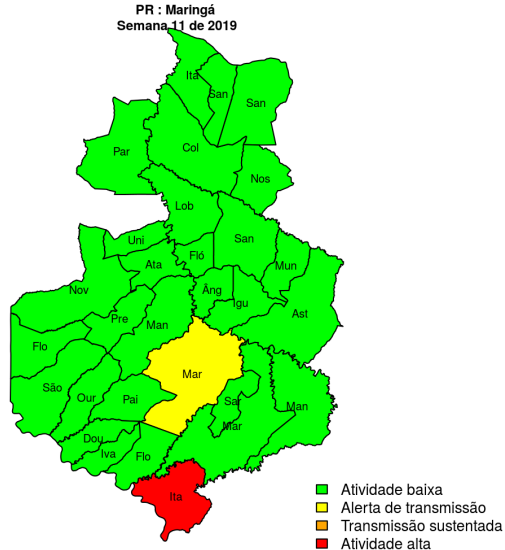 PR : Maringá
Semana 11 de 2019
Ita
San
San
Par
Col
Nos
Lob
Uni
San
Fló
Ata
Mun
Nov
Âng
Igu
Ast
Pre
Man
Flo
Mar
São
Our
Pai
Sar
Man
Mar
Dou
Iva
Flo
Ita
Atividade baixa
Alerta de transmissão
Transmissão sustentada
Atividade alta